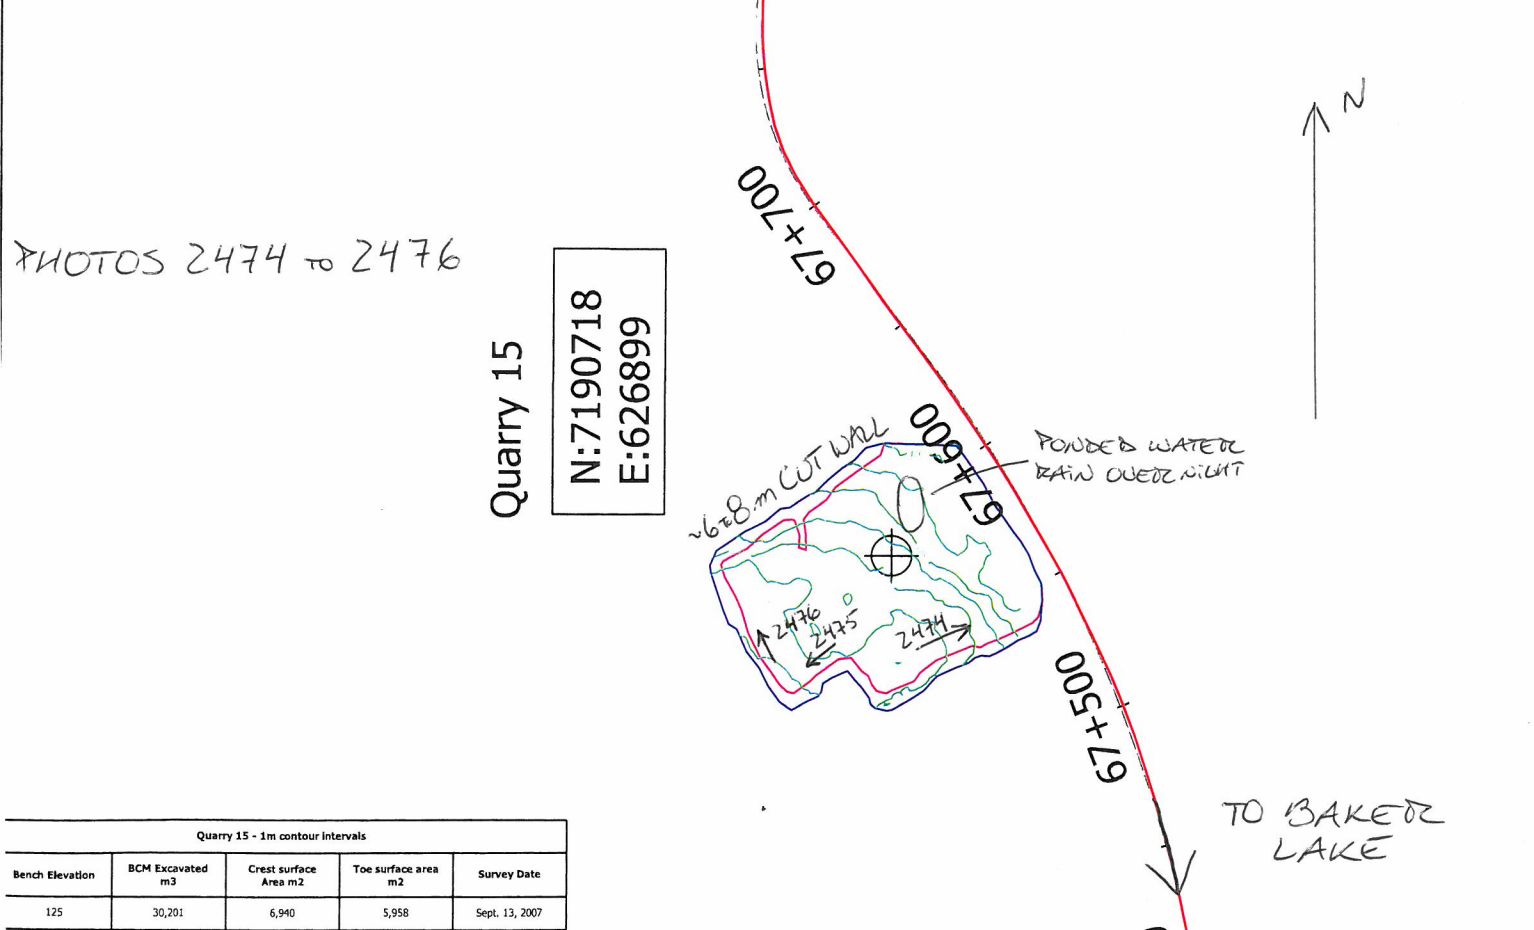 N
67+700
PHOTOS 2474 TO 2476
Quarry 15
N:7190718
E:626899
~6 TO 8 m CUT WALL
67+600
PONDED WATER
RAIN OVERNIGHT
2476
2475
2474
67+500
TO BAKER
LAKE
Quarry 15 - 1m contour intervals
Bench Elevation BCM Excavated m3 Crest surface Area m2 Toe surface area m2 Survey Date
125 30,201 6,940 5,958 Sept. 13, 2007